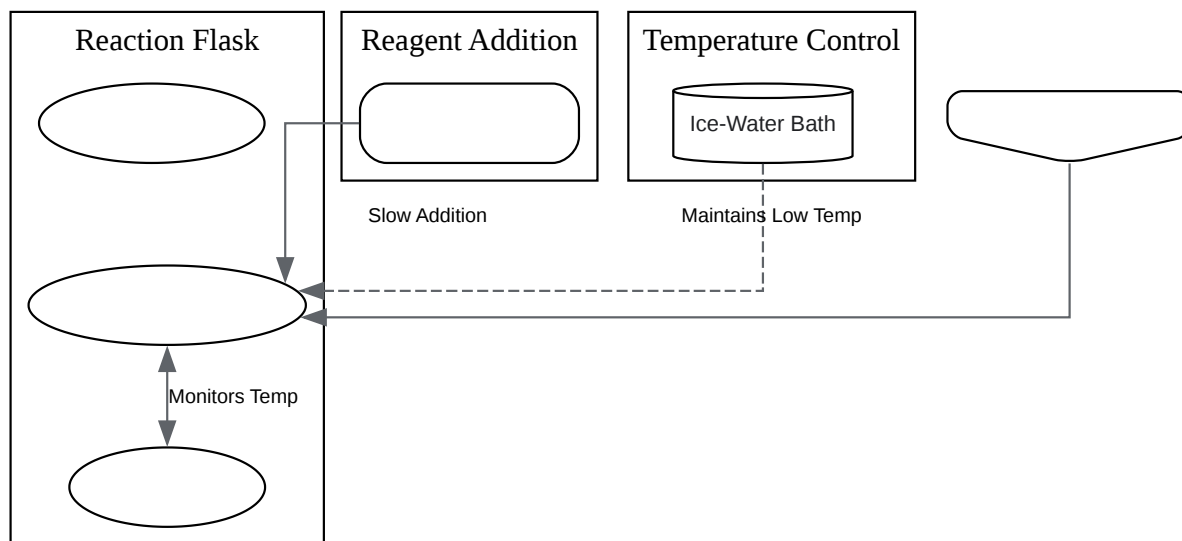 Reaction Flask
Reagent Addition
Temperature Control
Ice-Water Bath
Slow Addition
Maintains Low Temp
Monitors Temp